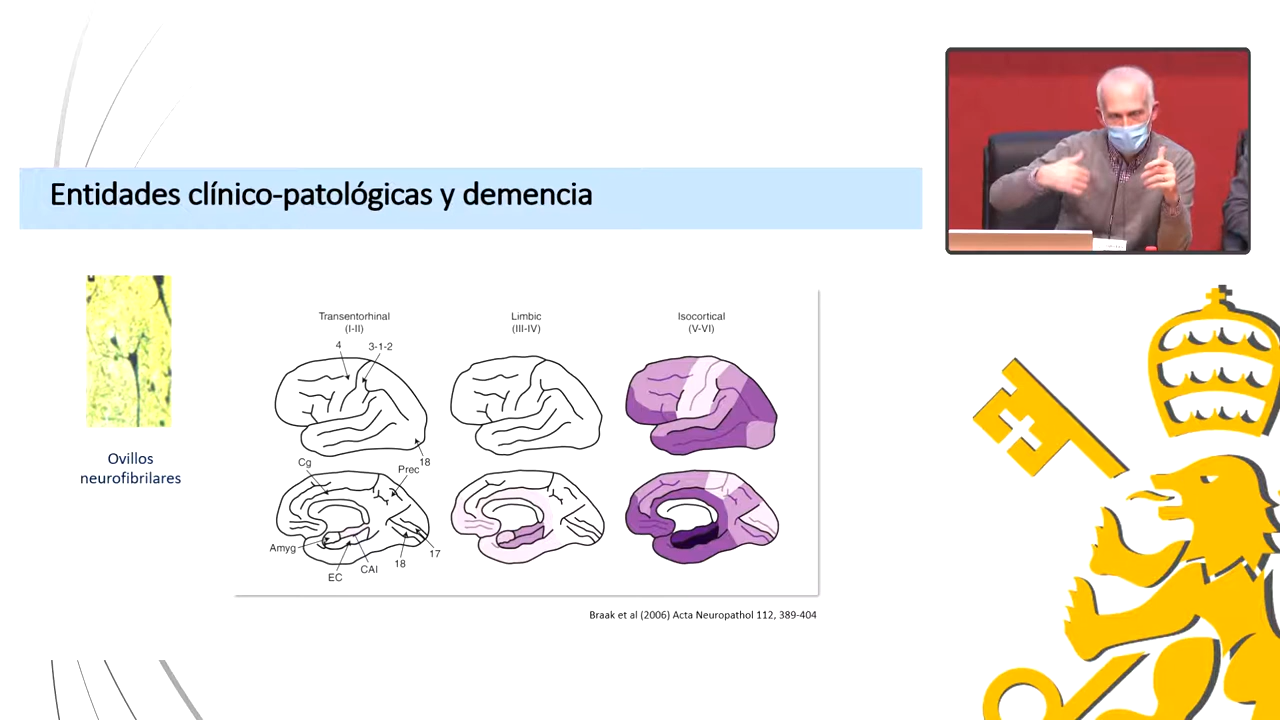 Entidades clínico-patológicas y demencia
Ovillos
neurofibrilares
Transentorhinal
(I-II)
Limbic
(III-IV)
Isocortical
(V-VI)
4
3-1-2
18
Cg
Prec
Amyg
EC
CAI
18
17
Braak et al (2006) Acta Neuropathol 112, 389-404